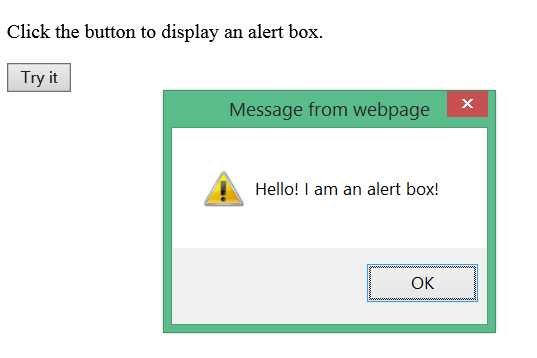 Click the button to display an alert box.
Try it
Message from webpage
Hello! I am an alert box!
OK